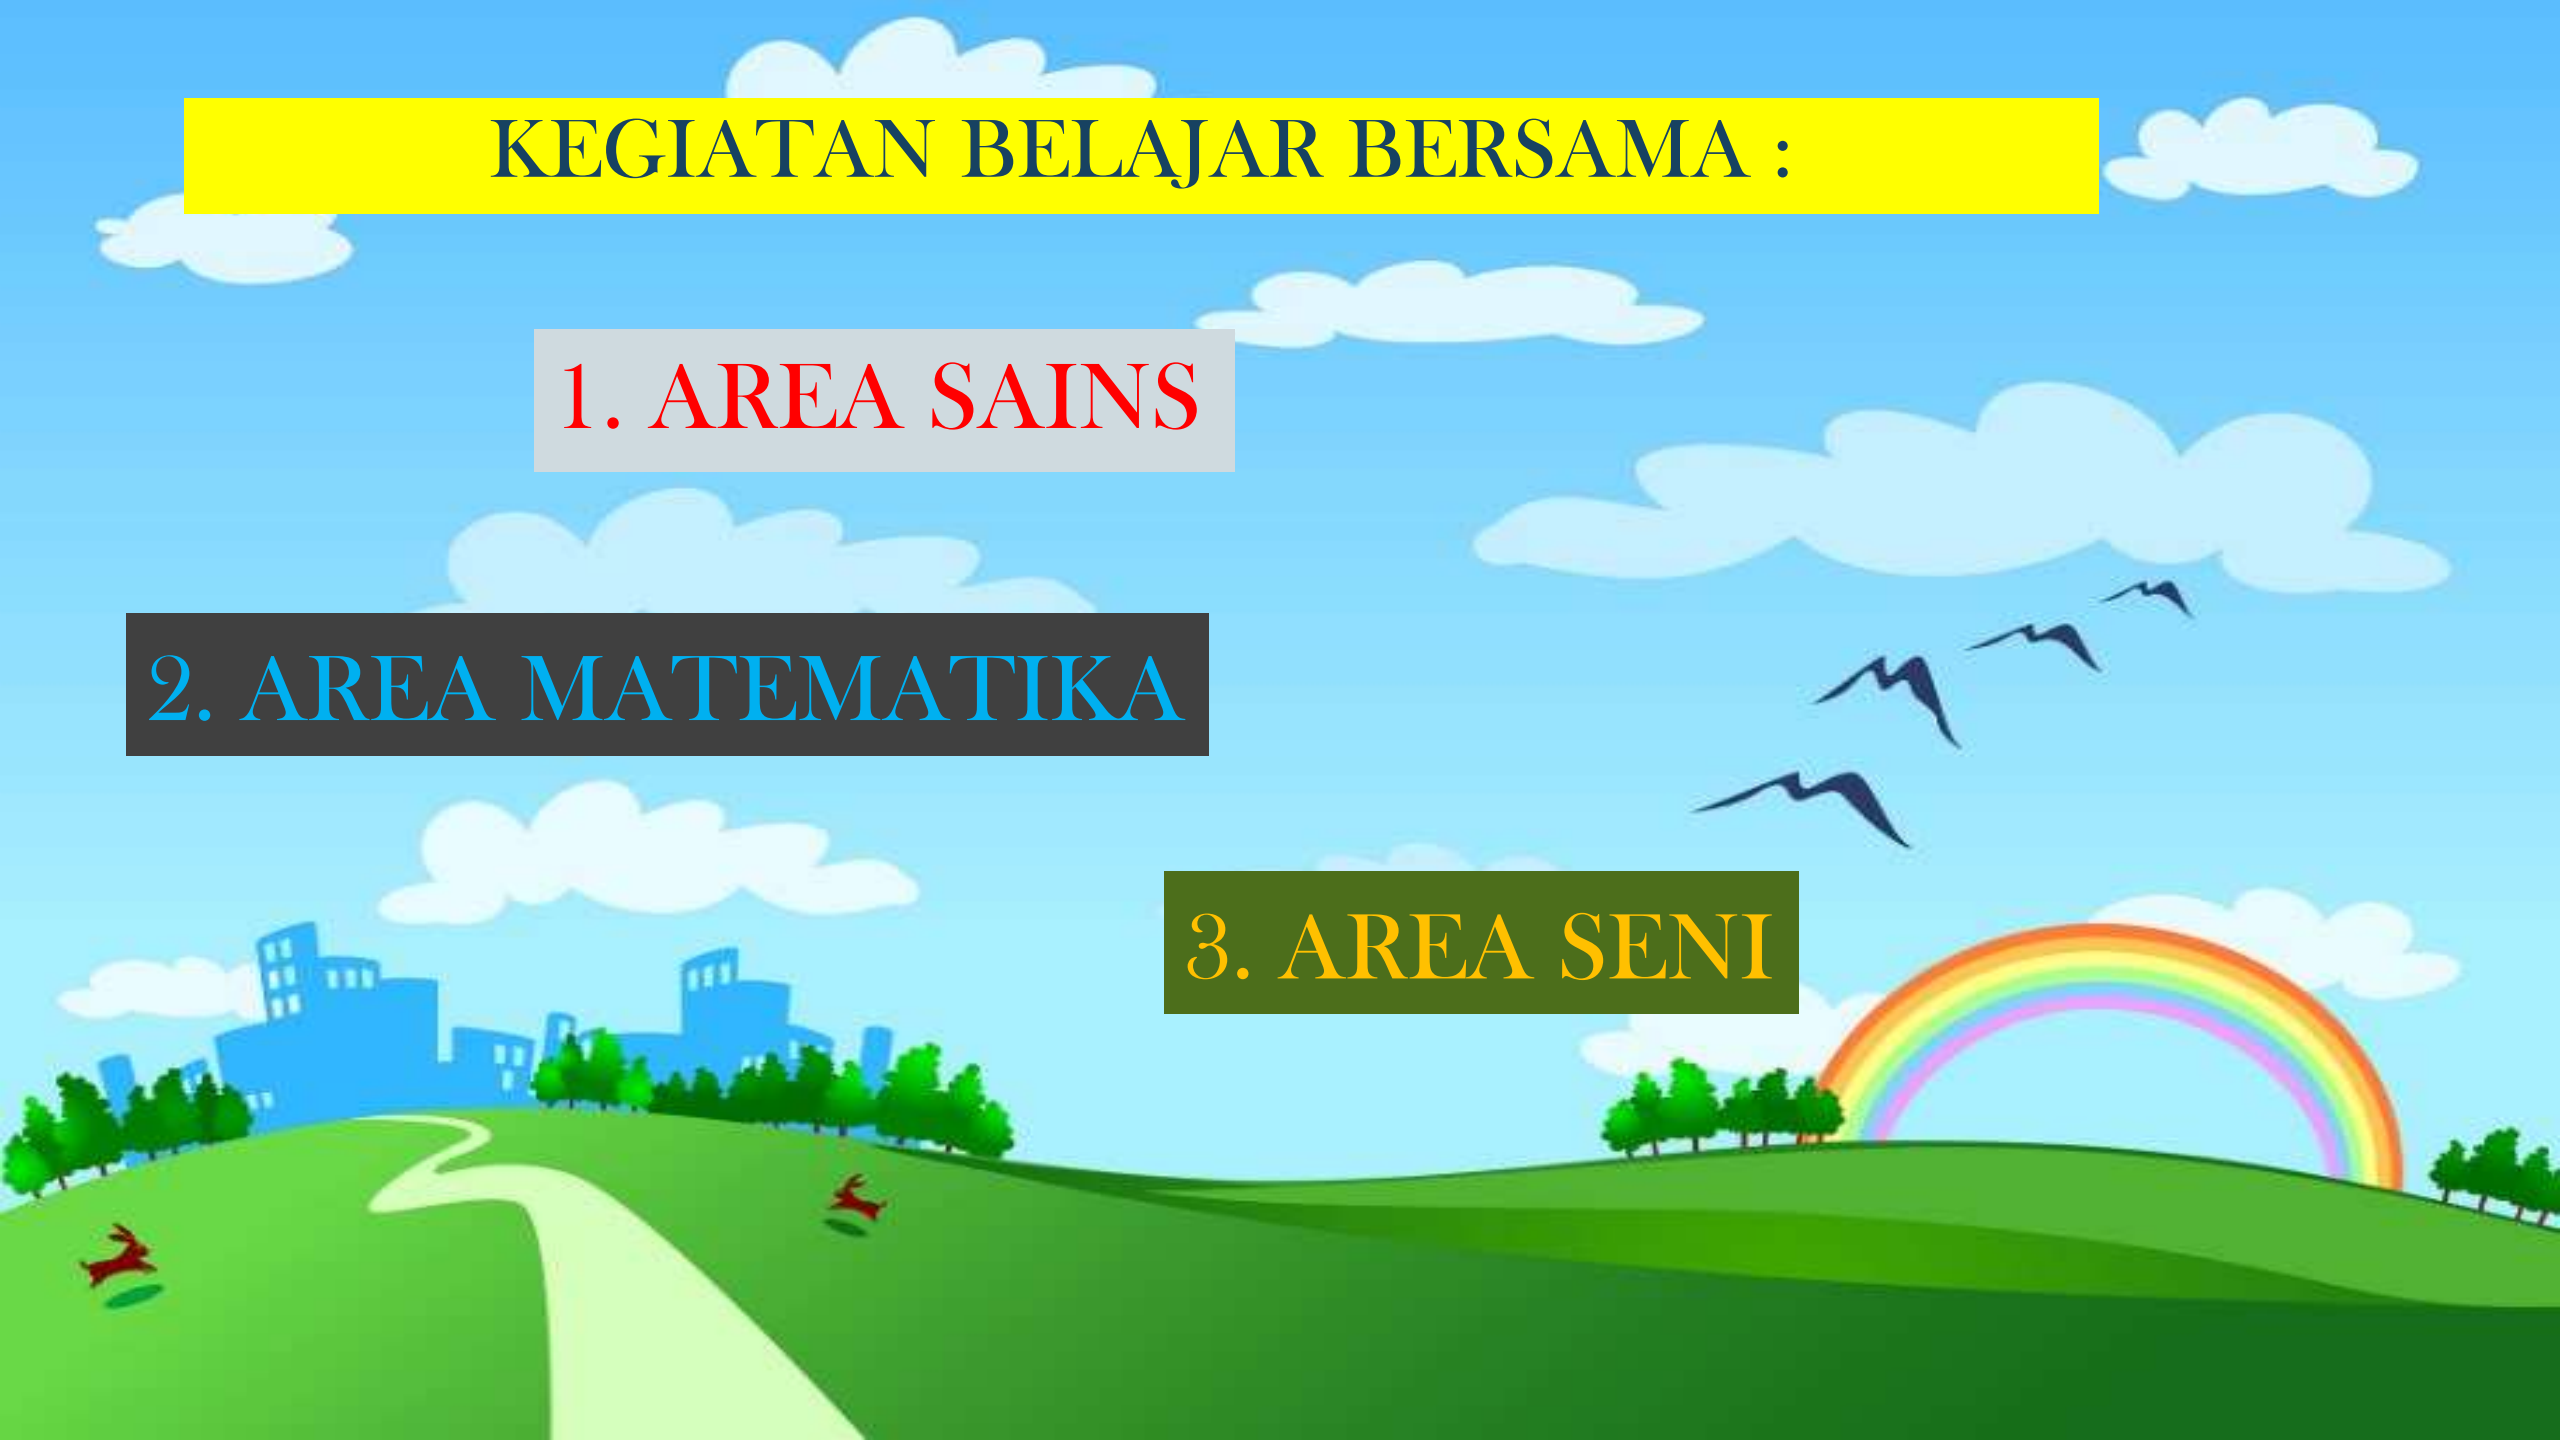 KEGIATAN BELAJAR BERSAMA :
1. AREA SAINS
2. AREA MATEMATIKA
3. AREA SENI